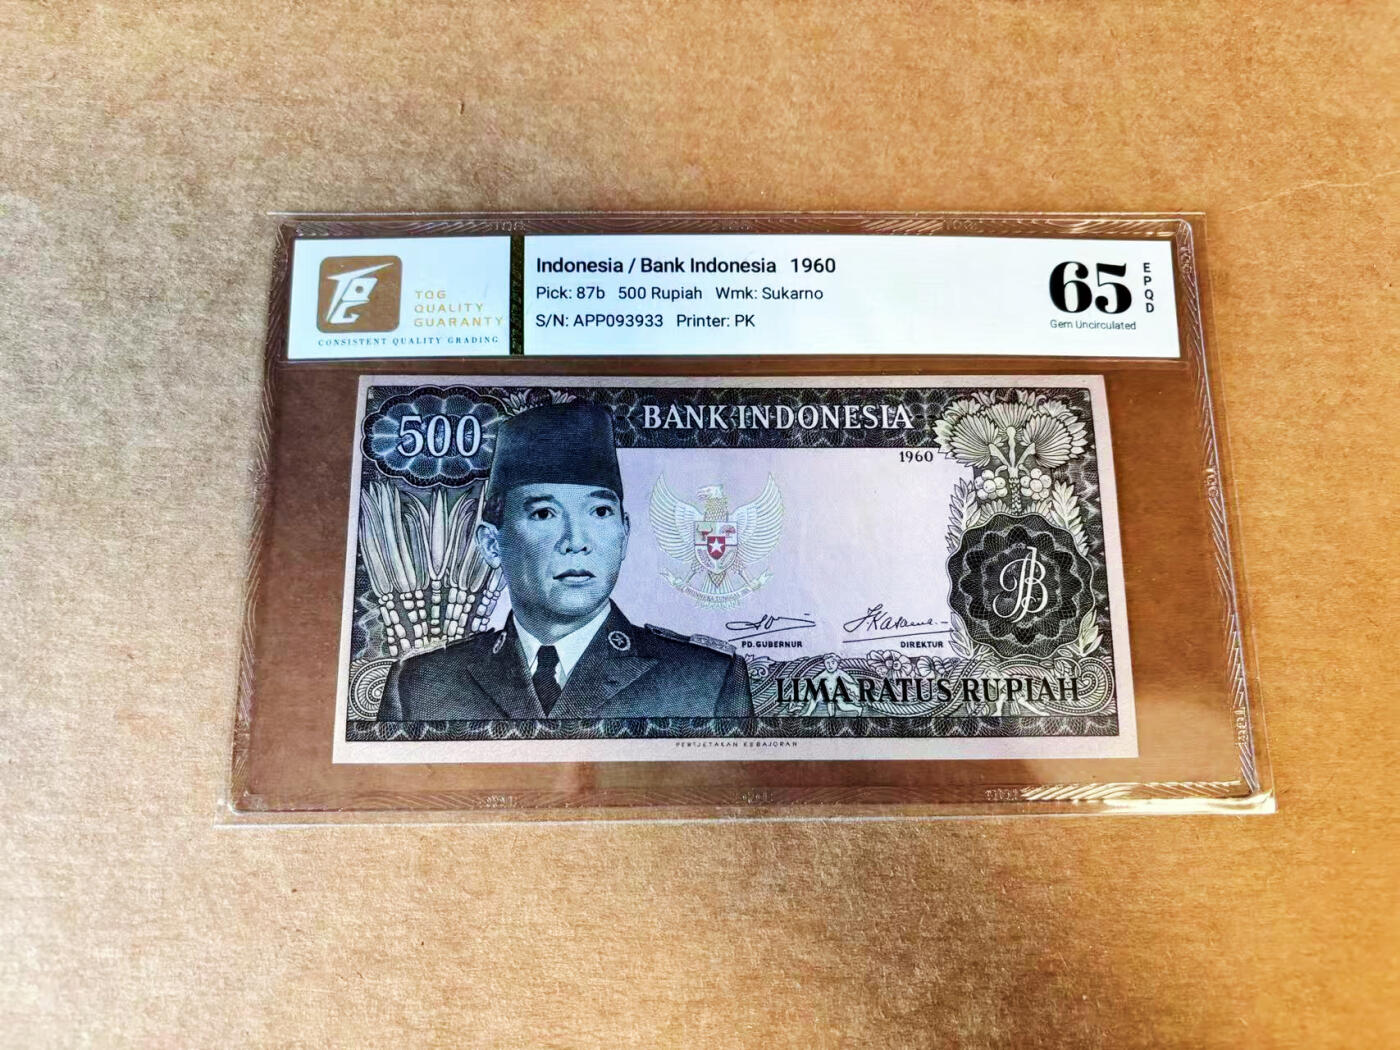 TQG
QUALITY
GUARANTY
CONSISTENT QUALITY GRADING
Indonesia / Bank Indonesia 1960
Pick: 87b 500 Rupiah Wmk: Sukarno
S/N: APP093933 Printer: PK
65
EPQD
Gem Uncirculated
500
BANK INDONESIA
1960
PD. GUBERNUR
DIREKTUR
LIMA RATUS RUPIAH
PERTJETAKAN KEBAJORAN